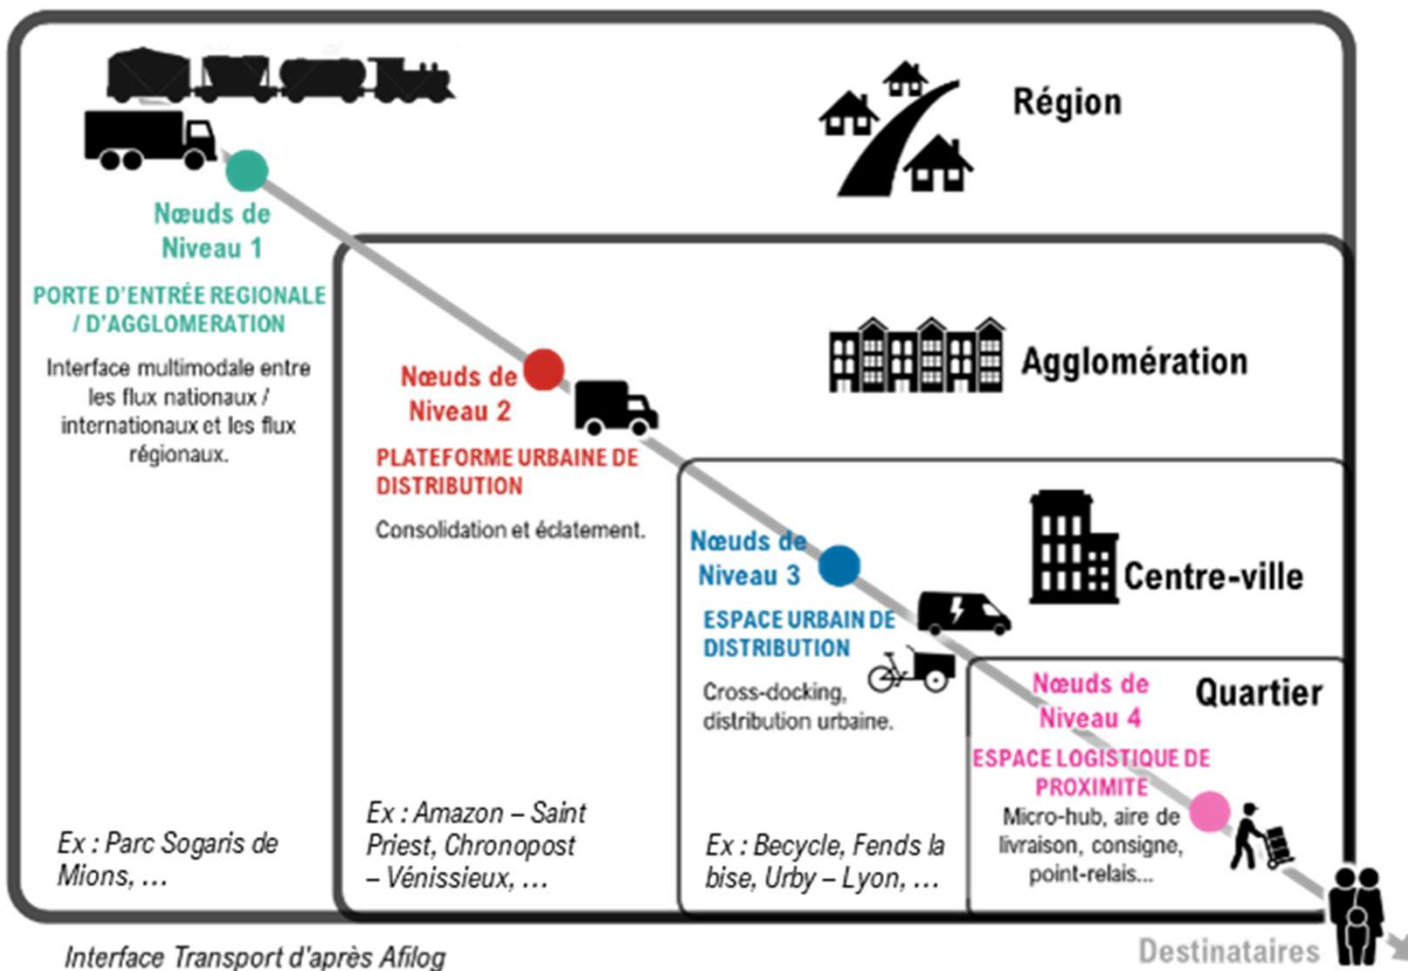 Région
Nœuds de
Niveau 1
PORTE D'ENTRÉE REGIONALE
/ D'AGGLOMERATION
Interface multimodale entre
les flux nationaux /
internationaux et les flux
régionaux.
Ex : Parc Sogaris de
Mions, ...
Agglomération
Nœuds de
Niveau 2
PLATEFORME URBAINE DE
DISTRIBUTION
Consolidation et éclatement.
Ex : Amazon – Saint
Priest, Chronopost
– Vénissieux, ...
Centre-ville
Nœuds de
Niveau 3
ESPACE URBAIN DE
DISTRIBUTION
Cross-docking,
distribution urbaine.
Ex : Becycle, Fends la
bise, Urby – Lyon, ...
Quartier
Nœuds de
Niveau 4
ESPACE LOGISTIQUE DE
PROXIMITE
Micro-hub, aire de
livraison, consigne,
point-relais...
Destinataires
Interface Transport d'après Afilog